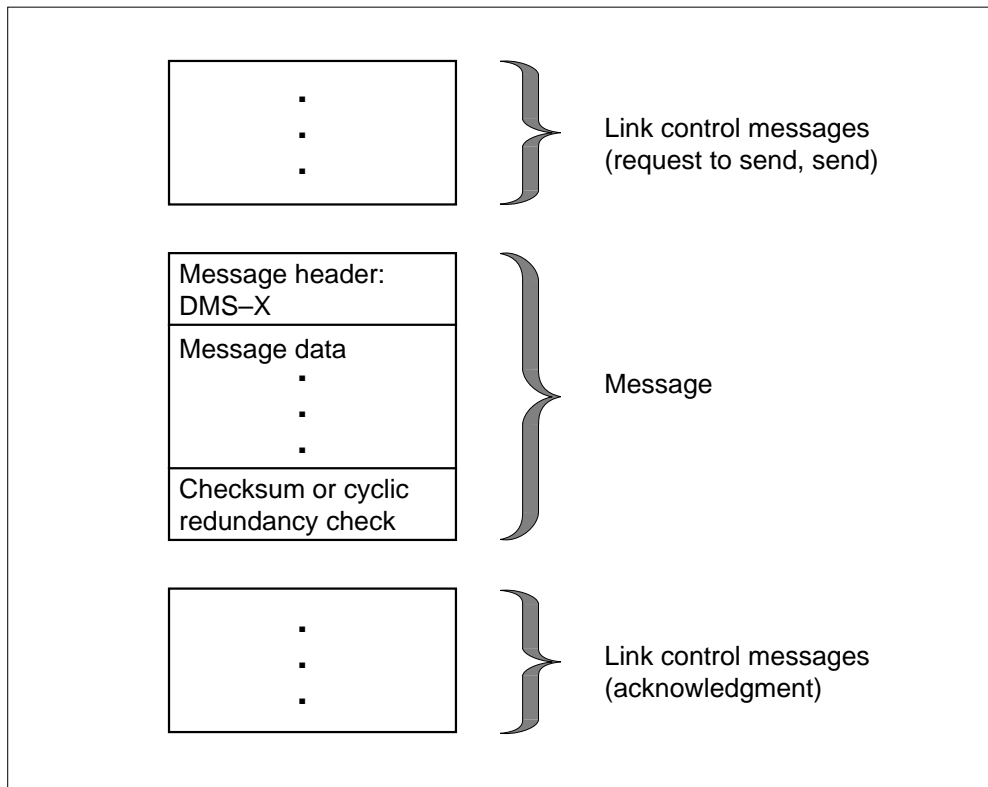 Link control messages
(request to send, send)
Message header:
DMS–X
Message data
Message
Checksum or cyclic
redundancy check
Link control messages
(acknowledgment)